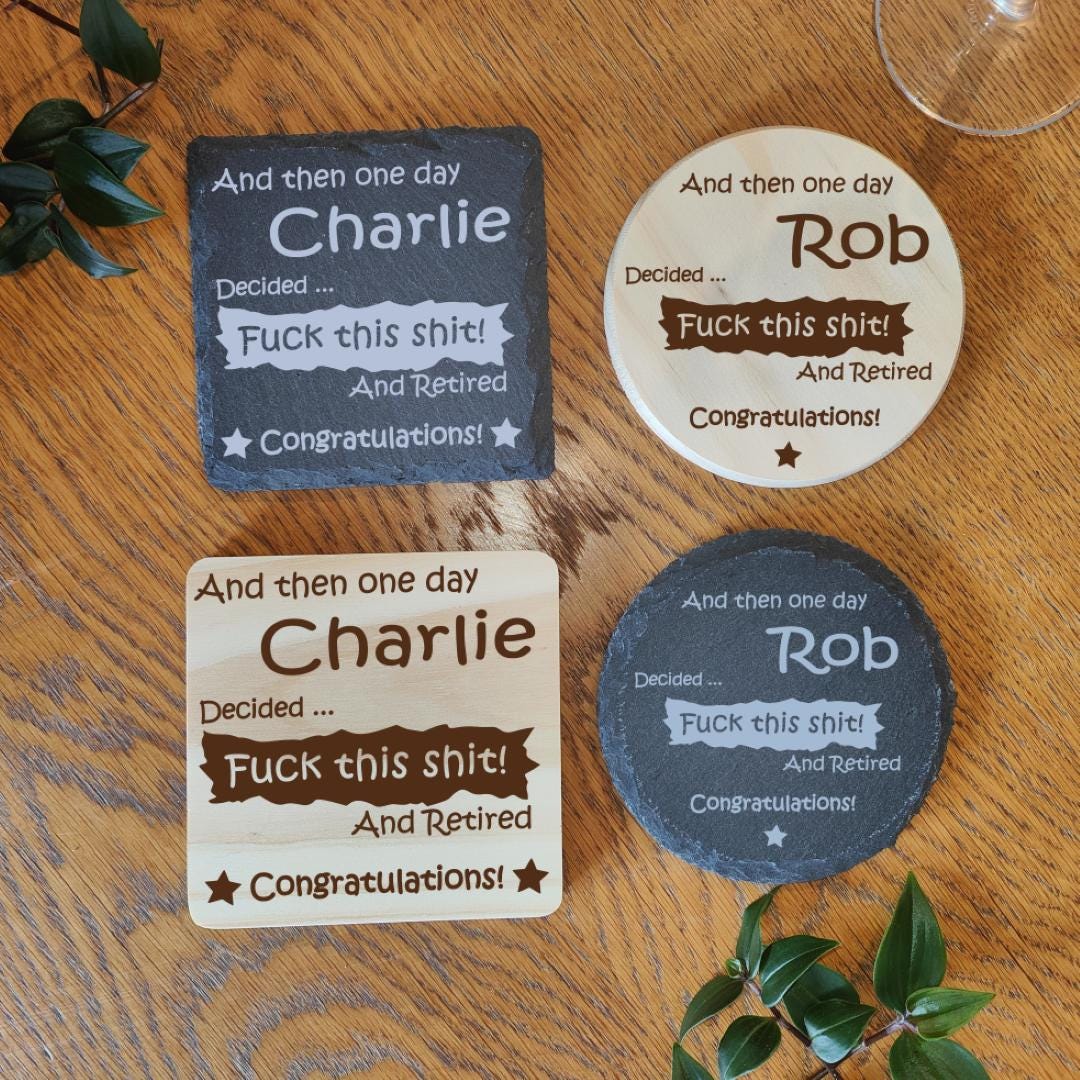 And then one day
Charlie
Decided ...
Fuck this shit!
And Retired
Congratulations!
And then one day
Rob
Decided ...
Fuck this shit!
And Retired
Congratulations!
And then one day
Charlie
Decided ...
Fuck this shit!
And Retired
Congratulations!
And then one day
Rob
Decided ...
Fuck this shit!
And Retired
Congratulations!